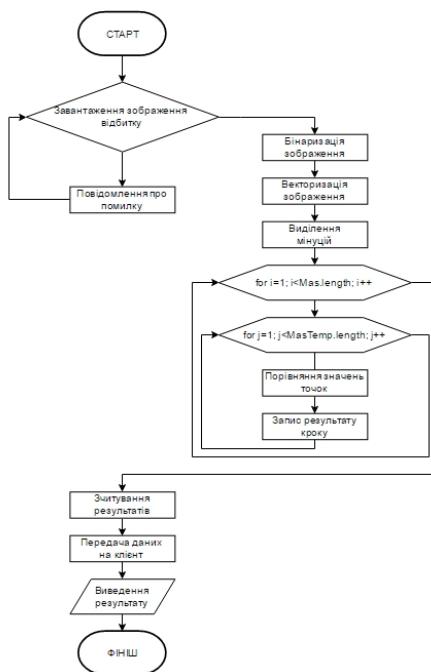 СТАРТ
Завантаження зображення
відбитку
Повідомлення про
помилку
Бінаризація
зображення
Векторизація
зображення
Виділення
мінуцій
for i=1; i<Mas.length; i++
for j=1; j<MasTemp.length; j++
Порівняння значень
точок
Запис результату
кроку
Зчитування
результатів
Передача даних
на клієнт
Виведення
результату
ФІНІШ